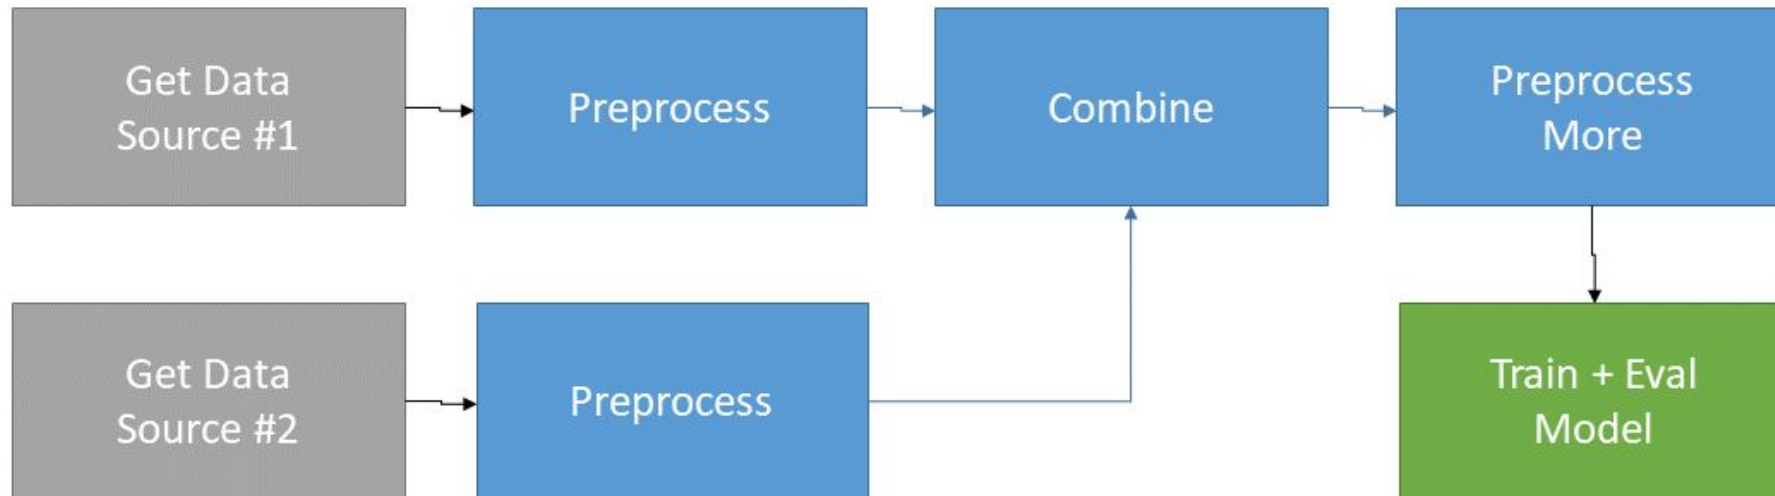 Get Data
Source #1
Preprocess
Combine
Preprocess
More
Get Data
Source #2
Preprocess
Train + Eval
Model